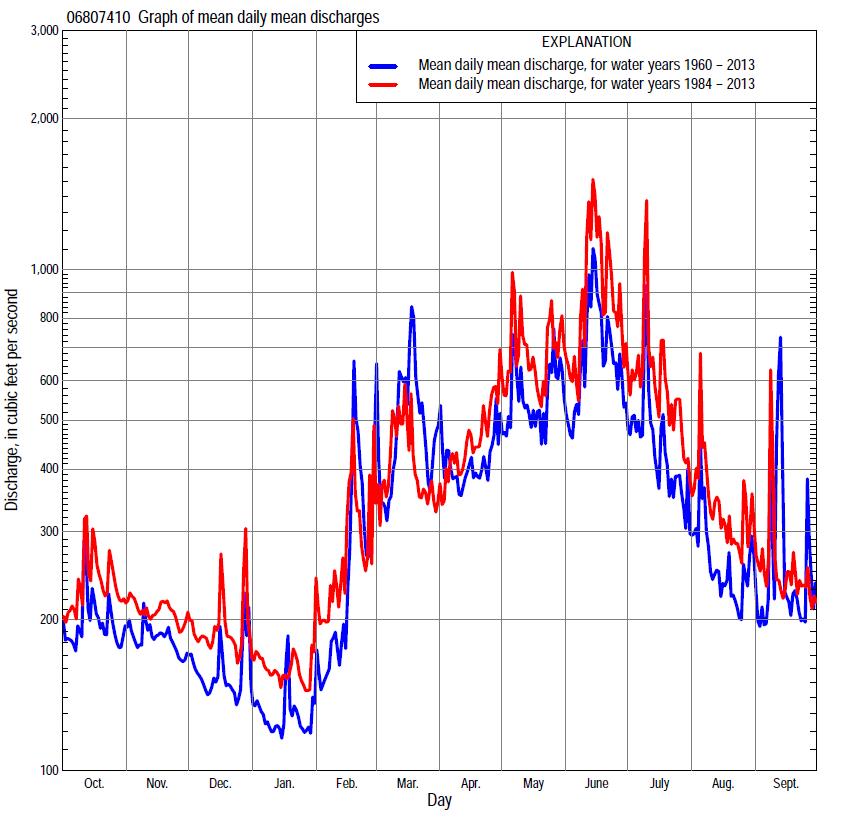 06807410 Graph of mean daily mean discharges
EXPLANATION
Mean daily mean discharge, for water years 1960 – 2013
Mean daily mean discharge, for water years 1984 – 2013
Discharge, in cubic feet per second
3,000
2,000
1,000
800
600
500
400
300
200
100
Oct. Nov. Dec. Jan. Feb. Mar. Apr. May June July Aug. Sept.
Day